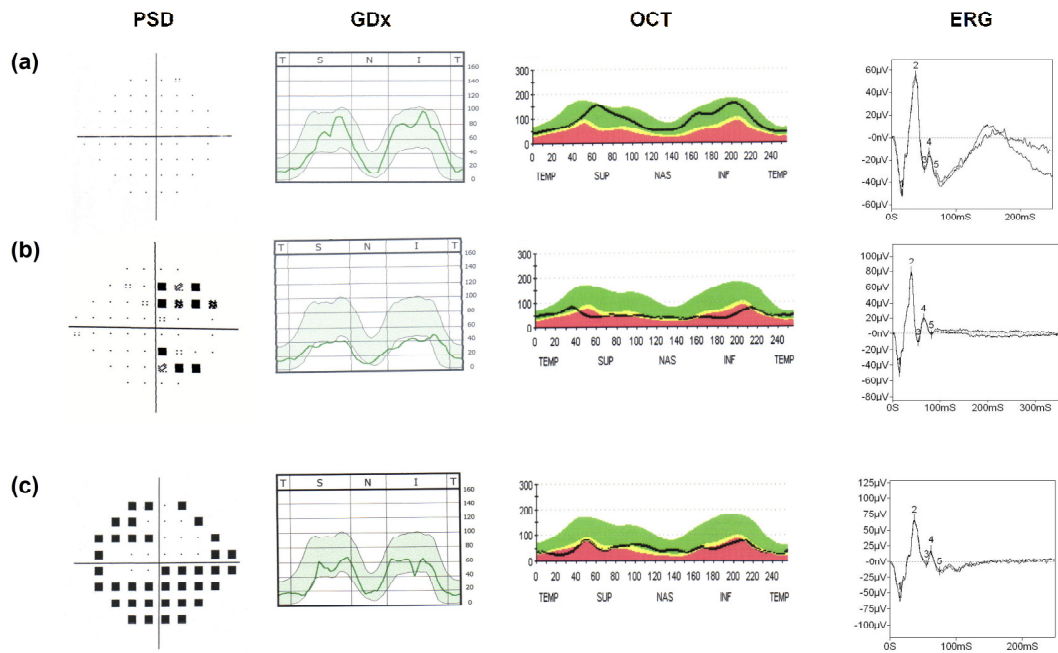 PSD GDx OCT ERG
(a)
T S N I T
160
140
120
100
80
60
40
20
0
300
200
100
0
0 20 40 60 80 100 120 140 160 180 200 220 240
TEMP SUP NAS INF TEMP
60µV
40µV
20µV
-0nV
-20µV
-40µV
-60µV
2
4
3
5
0S 100mS 200mS
(b)
T S N I T
160
140
120
100
80
60
40
20
0
300
200
100
0
0 20 40 60 80 100 120 140 160 180 200 220 240
TEMP SUP NAS INF TEMP
100µV
80µV
60µV
40µV
20µV
-0nV
-20µV
-40µV
-60µV
-80µV
2
4
3
5
0S 100mS 200mS 300mS
(c)
T S N I T
160
140
120
100
80
60
40
20
0
300
200
100
0
0 20 40 60 80 100 120 140 160 180 200 220 240
TEMP SUP NAS INF TEMP
125µV
100µV
75µV
50µV
25µV
-0nV
-25µV
-50µV
-75µV
-100µV
2
4
3
5
0S 100mS 200mS